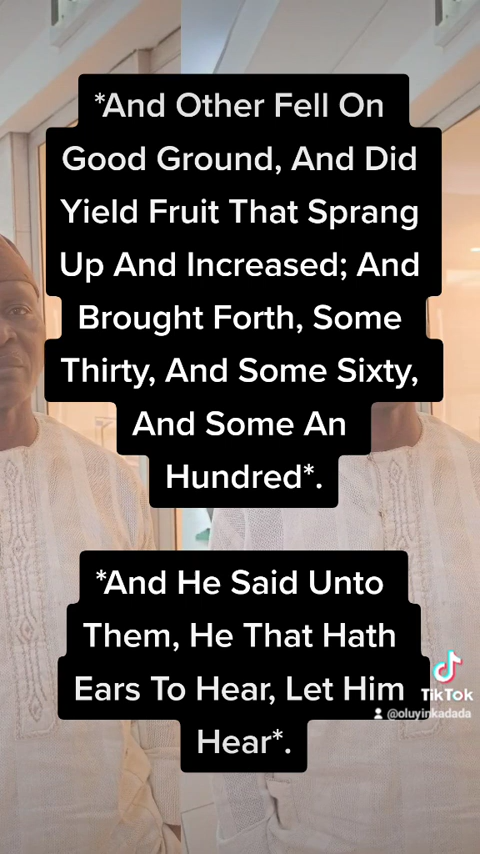 *And Other Fell On
Good Ground, And Did
Yield Fruit That Sprang
Up And Increased; And
Brought Forth, Some
Thirty, And Some Sixty,
And Some An
Hundred*.
*And He Said Unto
Them, He That Hath
Ears To Hear, Let Him
Hear*.
TikTok
@oluyinkadada